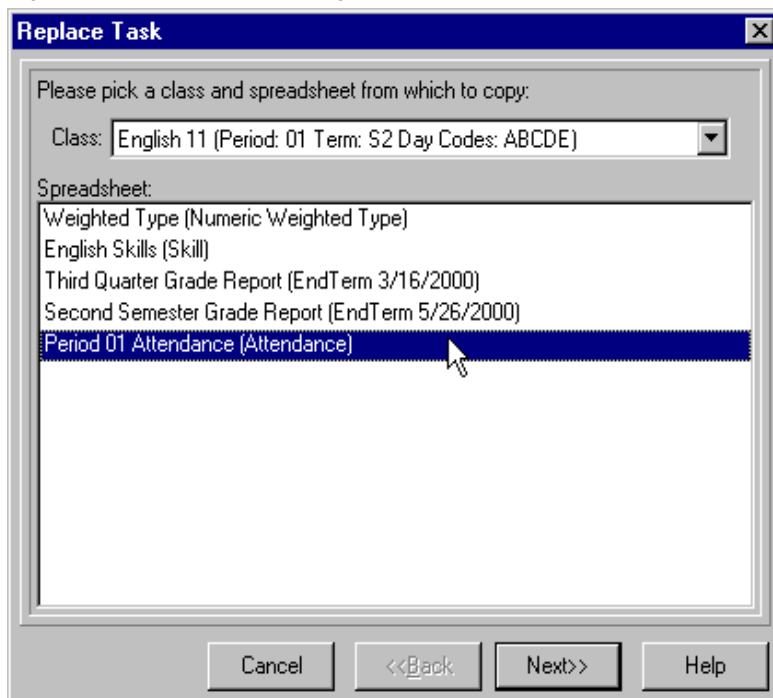 Replace Task
Please pick a class and spreadsheet from which to copy:
Class: English 11 (Period: 01 Term: S2 Day Codes: ABCDE)
Spreadsheet:
Weighted Type (Numeric Weighted Type)
English Skills (Skill)
Third Quarter Grade Report (EndTerm 3/16/2000)
Second Semester Grade Report (EndTerm 5/26/2000)
Period 01 Attendance (Attendance)
Cancel <<Back Next>> Help